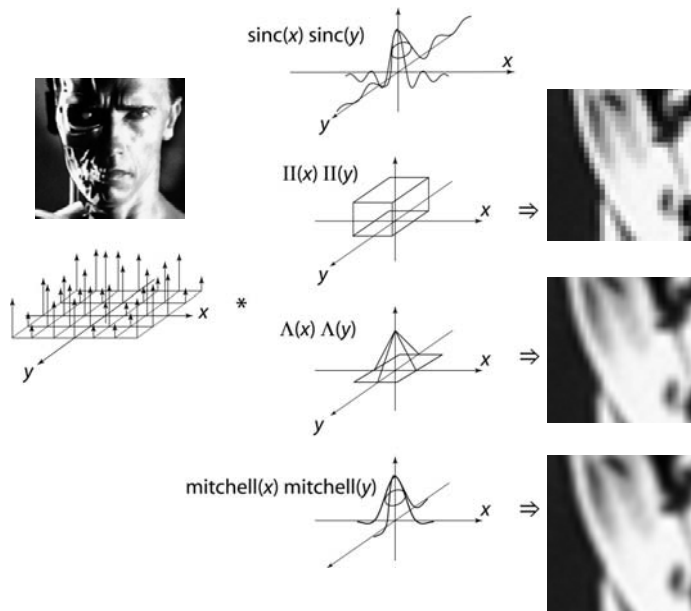 sinc(x) sinc(y)
x
y
Π(x) Π(y)
x
⇒
y
x
*
y
Λ(x) Λ(y)
x
⇒
y
mitchell(x) mitchell(y)
x
⇒
y